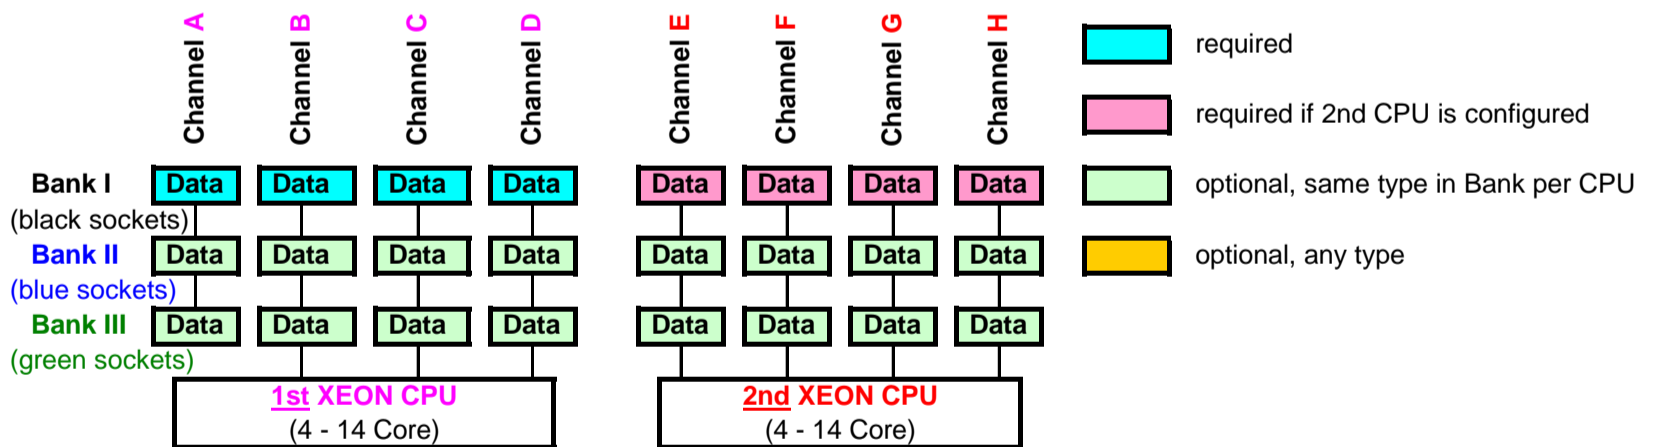 Channel A
Channel B
Channel C
Channel D
Channel E
Channel F
Channel G
Channel H
required
required if 2nd CPU is configured
Bank I Data Data Data Data Data Data Data Data optional, same type in Bank per CPU
(black sockets)
Bank II Data Data Data Data Data Data Data Data optional, any type
(blue sockets)
Bank III Data Data Data Data Data Data Data Data
(green sockets)
1st XEON CPU 2nd XEON CPU
(4 - 14 Core) (4 - 14 Core)